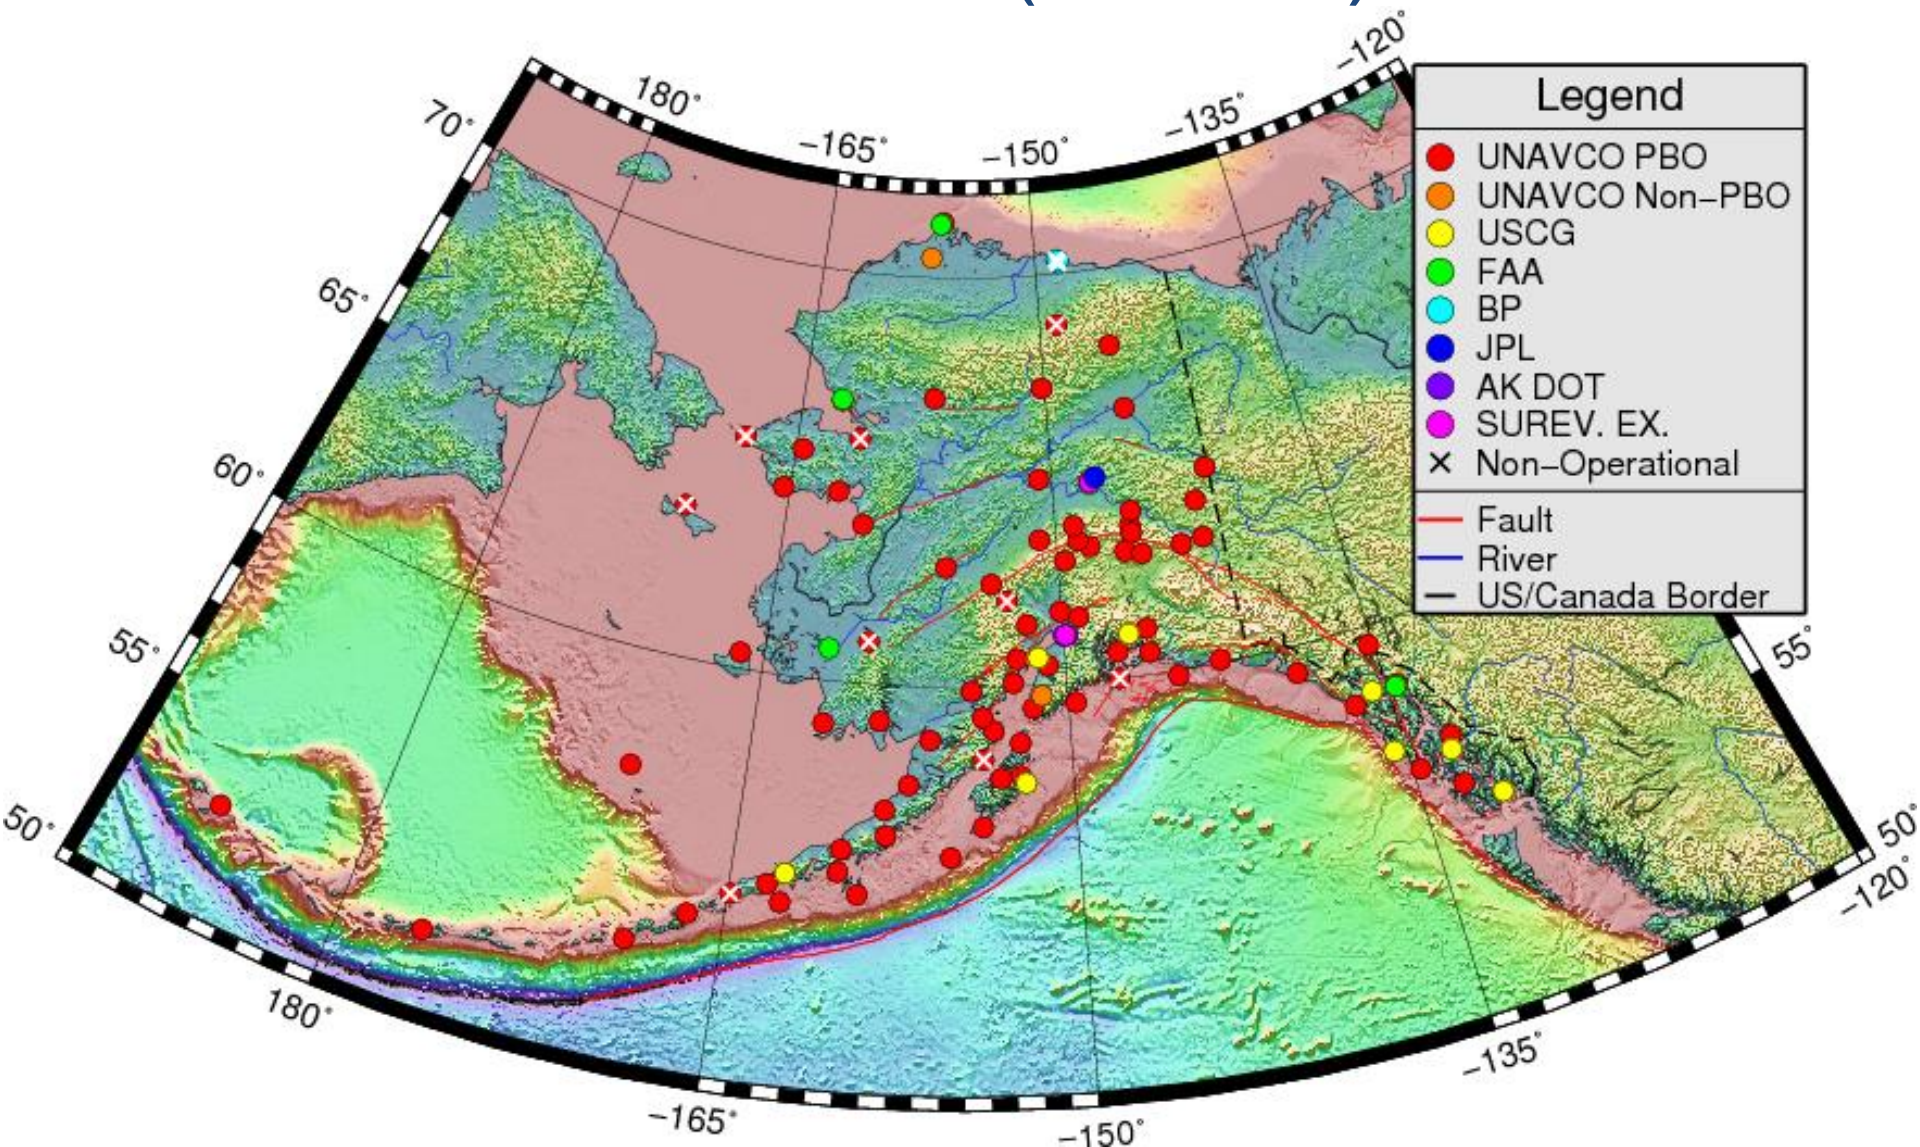 -120°
180°
-135°
70°
-165°
-150°
Legend
UNAVCO PBO
UNAVCO Non-PBO
USCG
FAA
BP
JPL
AK DOT
SUREV. EX.
Non-Operational
Fault
River
US/Canada Border
65°
60°
55°
55°
50°
50°
-120°
180°
-135°
-165°
-150°